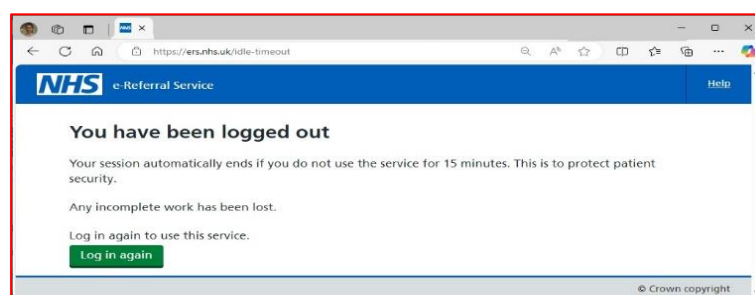 NHS
https://ers.nhs.uk/idle-timeout
NHS e-Referral Service
Help
You have been logged out
Your session automatically ends if you do not use the service for 15 minutes. This is to protect patient
security.
Any incomplete work has been lost.
Log in again to use this service.
Log in again
© Crown copyright